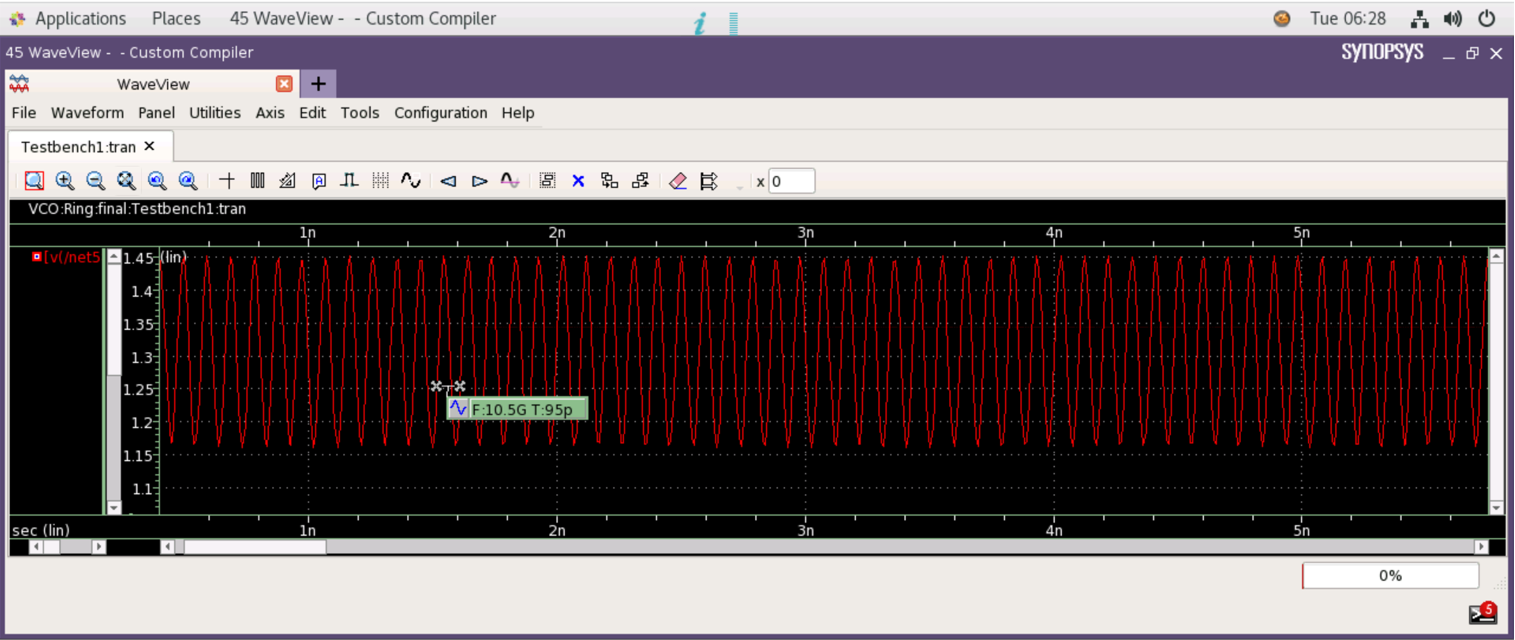 Applications Places 45 WaveView - - Custom Compiler i Tue 06:28
45 WaveView - - Custom Compiler SYNOPSYS
WaveView
File Waveform Panel Utilities Axis Edit Tools Configuration Help
Testbench1:tran
A x 0
VCO:Ring:final:Testbench1:tran
1n 2n 3n 4n 5n
[v(/net5 1.45 (lin)
1.4
1.35
1.3
1.25
F:10.5G T:95p
1.2
1.15
1.1
sec (lin) 1n 2n 3n 4n 5n
0%
5